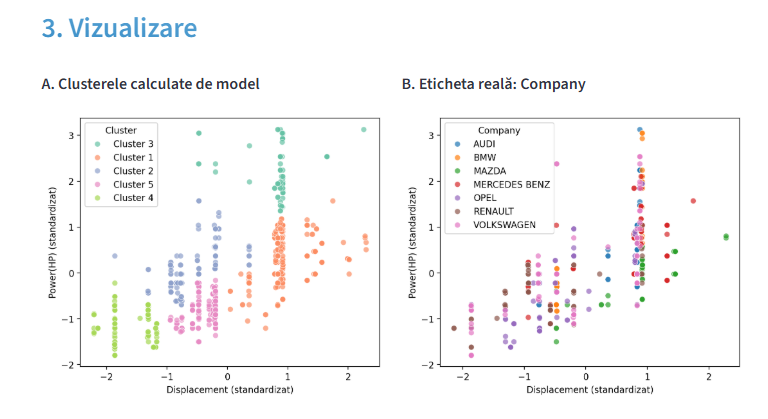 3. Vizualizare
A. Clusterele calculate de model
Cluster
Cluster 3
Cluster 1
Cluster 2
Cluster 5
Cluster 4
Power(HP) (standardizat)
3
2
1
0
−1
−2
−2
−1
0
1
2
Displacement (standardizat)
B. Eticheta reală: Company
Company
AUDI
BMW
MAZDA
MERCEDES BENZ
OPEL
RENAULT
VOLKSWAGEN
Power(HP) (standardizat)
3
2
1
0
−1
−2
−2
−1
0
1
2
Displacement (standardizat)